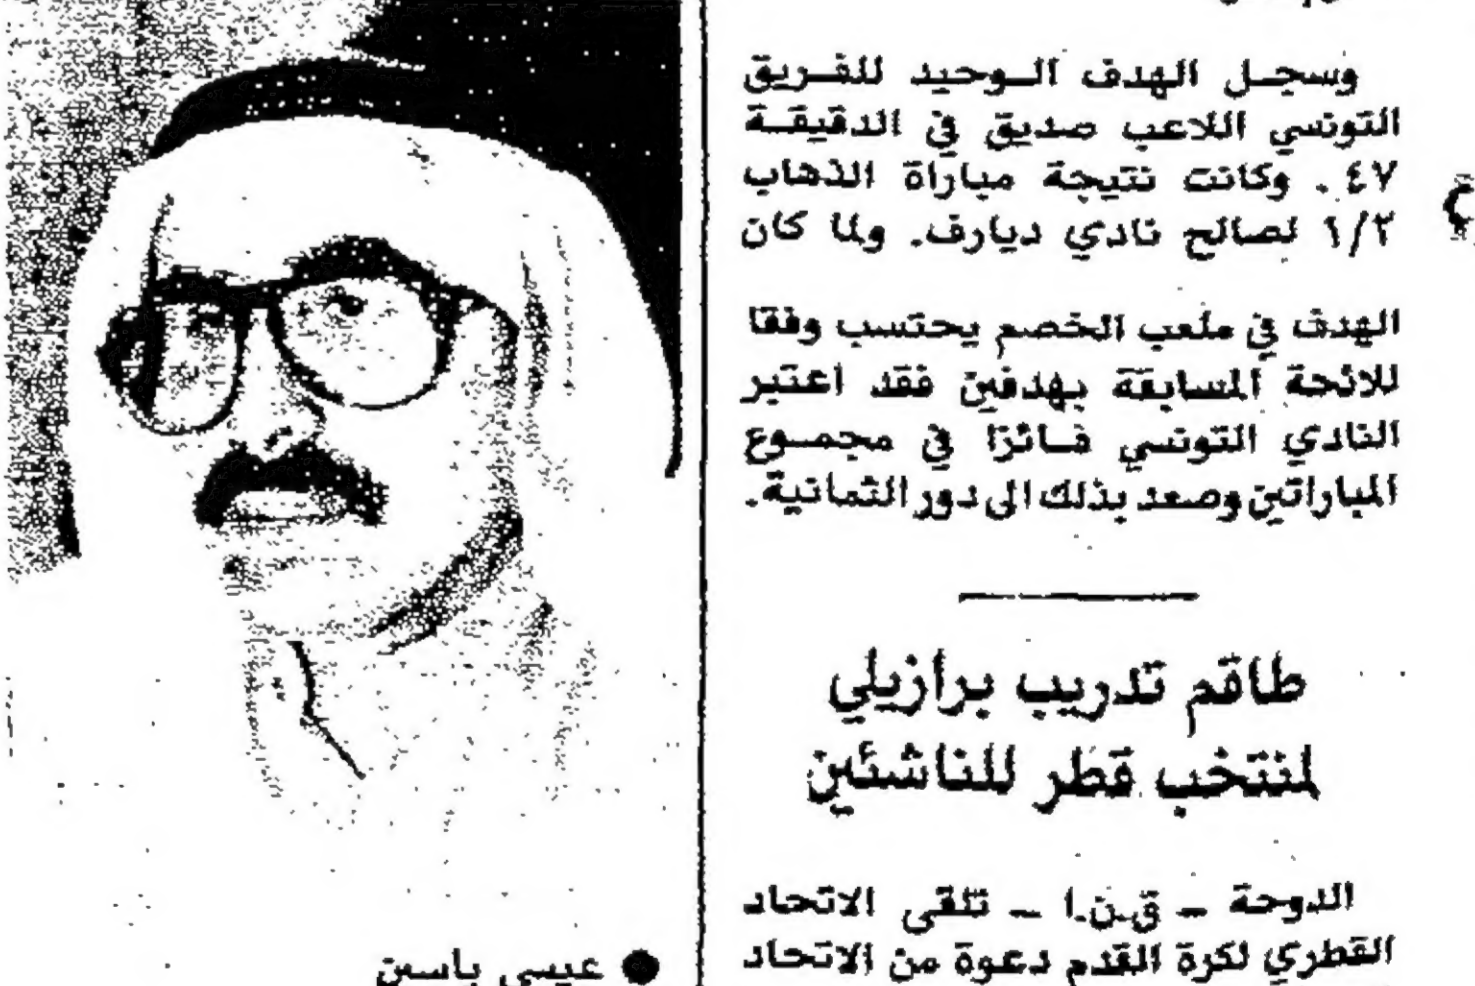 وسجل الهدف الوحيد للفريق
التونسي اللاعب صديق في الدقيقة
٤٧ . وكانت نتيجة مباراة الذهاب
١/٢ لصالح نادي ديارف. ولما كان
الهدف في ملعب الخصم يحتسب وفقا
للائحة المسابقة بهدفين فقد اعتبر
النادي التونسي فائزا في مجموع
المباراتين وصعد بذلك الى دور الثمانية.
طاقم تدريب برازيلي
لمنتخب قطر للناشئين
الدوحة - ق.ن.ا - تلقى الاتحاد
القطري لكرة القدم دعوة من الاتحاد
● عيسى ياسين